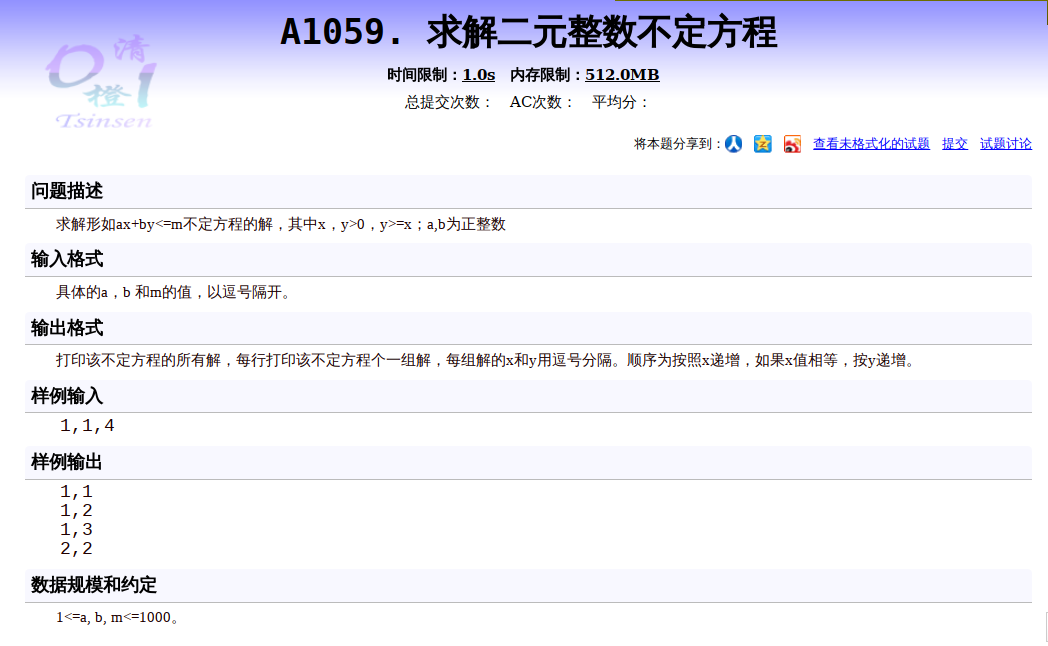 A1059. 求解二元整数不定方程
时间限制：1.0s 内存限制：512.0MB
总提交次数： AC次数： 平均分：
清
橙
Tsinsen
将本题分享到： 查看未格式化的试题 提交 试题讨论
问题描述
求解形如ax+by<=m不定方程的解，其中x，y>0，y>=x；a,b为正整数
输入格式
具体的a，b 和m的值，以逗号隔开。
输出格式
打印该不定方程的所有解，每行打印该不定方程个一组解，每组解的x和y用逗号分隔。顺序为按照x递增，如果x值相等，按y递增。
样例输入
1,1,4
样例输出
1,1
1,2
1,3
2,2
数据规模和约定
1<=a, b, m<=1000。